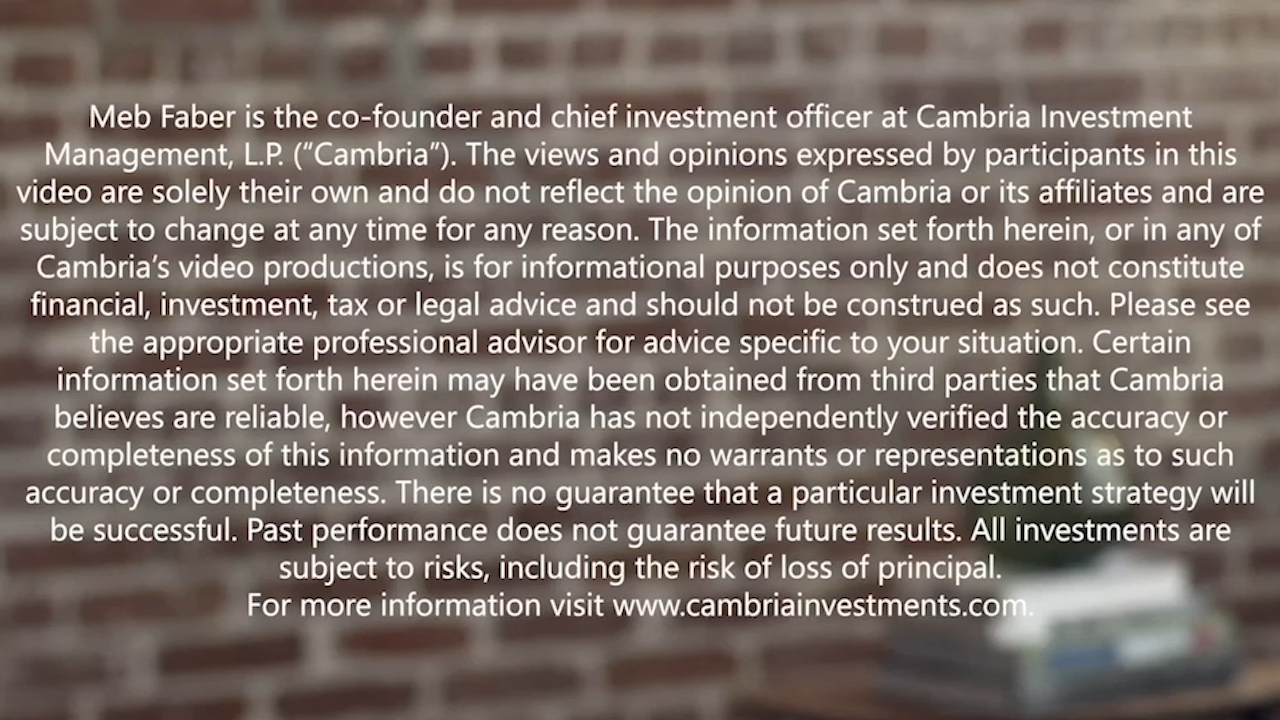 Meb Faber is the co-founder and chief investment officer at Cambria Investment
Management, L.P. (“Cambria”). The views and opinions expressed by participants in this
video are solely their own and do not reflect the opinion of Cambria or its affiliates and are
subject to change at any time for any reason. The information set forth herein, or in any of
Cambria’s video productions, is for informational purposes only and does not constitute
financial, investment, tax or legal advice and should not be construed as such. Please see
the appropriate professional advisor for advice specific to your situation. Certain
information set forth herein may have been obtained from third parties that Cambria
believes are reliable, however Cambria has not independently verified the accuracy or
completeness of this information and makes no warrants or representations as to such
accuracy or completeness. There is no guarantee that a particular investment strategy will
be successful. Past performance does not guarantee future results. All investments are
subject to risks, including the risk of loss of principal.
For more information visit www.cambriainvestments.com.